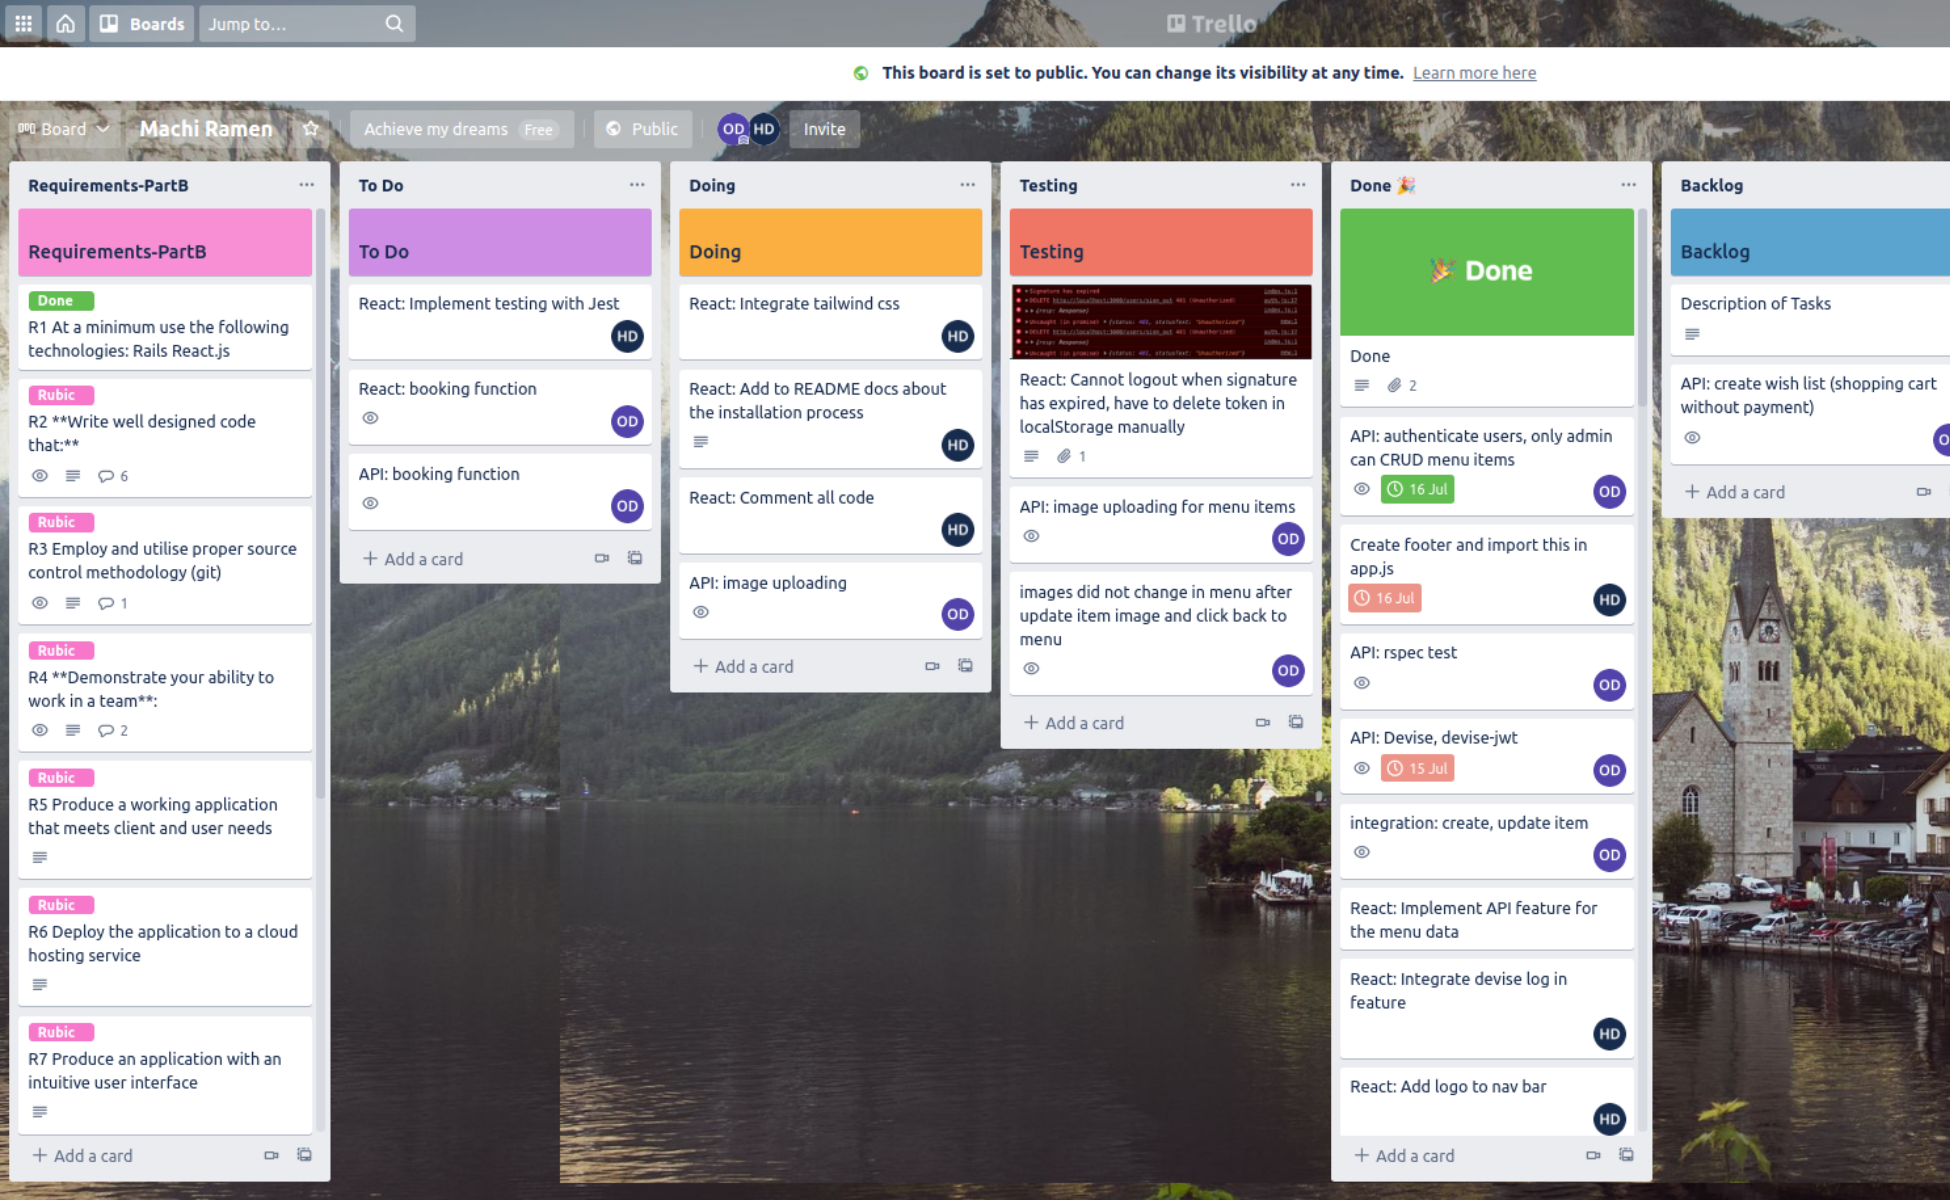 Boards
Jump to...
Trello
This board is set to public. You can change its visibility at any time. Learn more here
Board
Machi Ramen
Achieve my dreams Free
Public
OD HD
Invite
Requirements-PartB
Requirements-PartB
Done
R1 At a minimum use the following
technologies: Rails React.js
Rubic
R2 **Write well designed code
that:**
6
Rubic
R3 Employ and utilise proper source
control methodology (git)
1
Rubic
R4 **Demonstrate your ability to
work in a team**:
2
Rubic
R5 Produce a working application
that meets client and user needs
Rubic
R6 Deploy the application to a cloud
hosting service
Rubic
R7 Produce an application with an
intuitive user interface
+ Add a card
To Do
To Do
React: Implement testing with Jest
HD
React: booking function
OD
API: booking function
OD
+ Add a card
Doing
Doing
React: Integrate tailwind css
HD
React: Add to README docs about
the installation process
HD
React: Comment all code
HD
API: image uploading
OD
+ Add a card
Testing
Testing
Signature has expired index.js:1
DELETE http://localhost:3000/users/sign_out 401 (Unauthorized)
React: Cannot logout when signature
has expired, have to delete token in
localStorage manually
1
API: image uploading for menu items
OD
images did not change in menu after
update item image and click back to
menu
OD
+ Add a card
Done 🎉
🎉 Done
Done
2
API: authenticate users, only admin
can CRUD menu items
16 Jul
OD
Create footer and import this in
app.js
16 Jul
HD
API: rspec test
OD
API: Devise, devise-jwt
15 Jul
OD
integration: create, update item
OD
React: Implement API feature for
the menu data
React: Integrate devise log in
feature
HD
React: Add logo to nav bar
HD
+ Add a card
Backlog
Backlog
Description of Tasks
API: create wish list (shopping cart
without payment)
+ Add a card